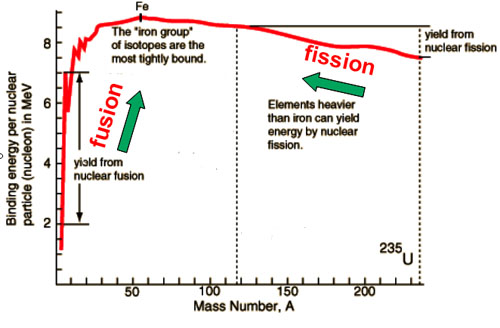 Fe
The "iron group"
of isotopes are the
most tightly bound.
yield from
nuclear fission
fission
fusion
Elements heavier
than iron can yield
energy by nuclear
fission.
yield from
nuclear fusion
Binding energy per nuclear
particle (nucleon) in MeV
8
6
4
2
235U
50
100
150
200
Mass Number, A